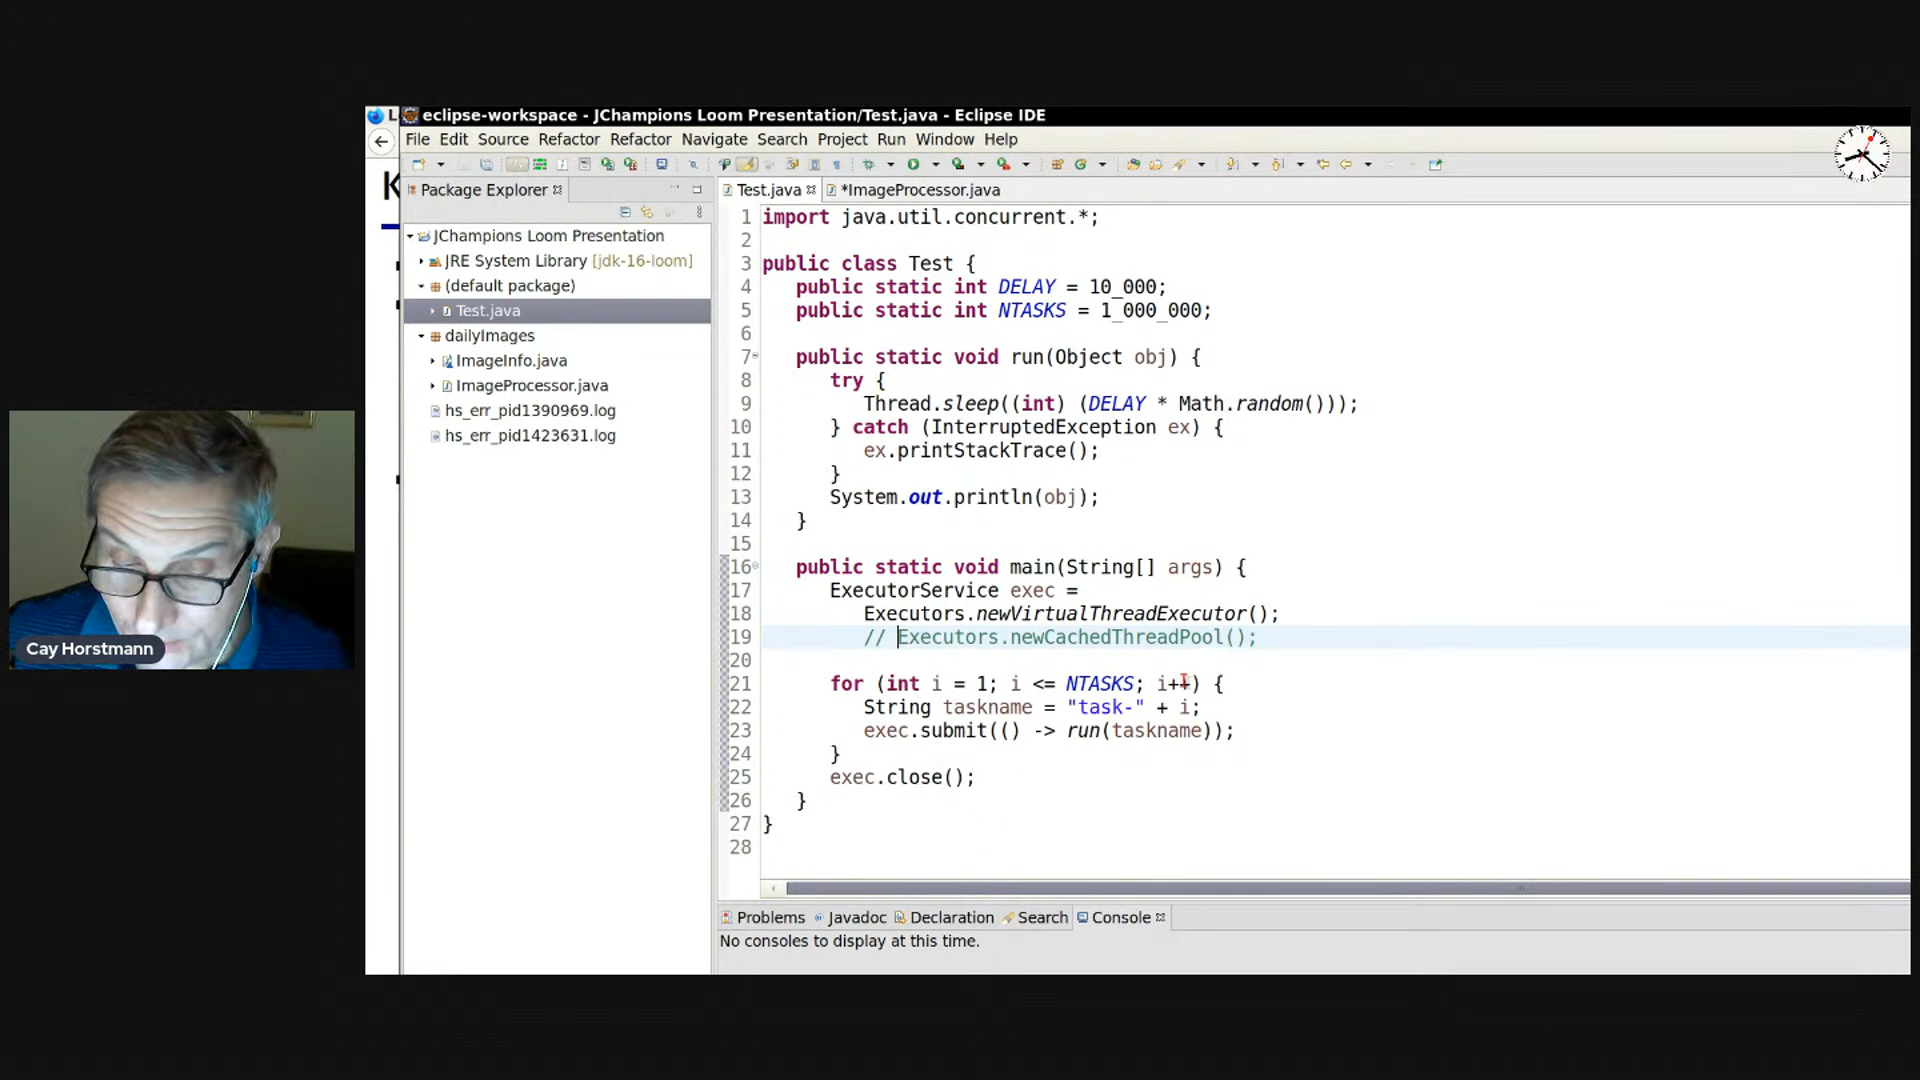 L
eclipse-workspace - JChampions Loom Presentation/Test.java - Eclipse IDE
File Edit Source Refactor Refactor Navigate Search Project Run Window Help
K
Package Explorer
Test.java
*ImageProcessor.java
JChampions Loom Presentation
JRE System Library [jdk-16-loom]
(default package)
Test.java
dailyImages
ImageInfo.java
ImageProcessor.java
hs_err_pid1390969.log
hs_err_pid1423631.log
1 import java.util.concurrent.*;
2
3 public class Test {
4 public static int DELAY = 10_000;
5 public static int NTASKS = 1_000_000;
6
7 public static void run(Object obj) {
8 try {
9 Thread.sleep((int) (DELAY * Math.random()));
10 } catch (InterruptedException ex) {
11 ex.printStackTrace();
12 }
13 System.out.println(obj);
14 }
15
16 public static void main(String[] args) {
17 ExecutorService exec =
18 Executors.newVirtualThreadExecutor();
19 // Executors.newCachedThreadPool();
20
21 for (int i = 1; i <= NTASKS; i++) {
22 String taskname = "task-" + i;
23 exec.submit(() -> run(taskname));
24 }
25 exec.close();
26 }
27 }
28
Problems Javadoc Declaration Search Console
No consoles to display at this time.
Cay Horstmann